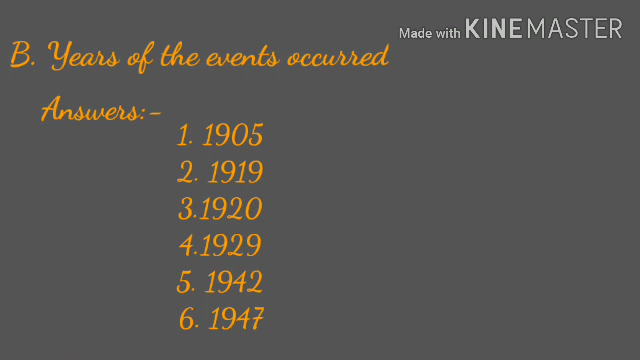 Made with KINEMASTER
B. Years of the events occurred
Answers:-
1. 1905
2. 1919
3.1920
4.1929
5. 1942
6. 1947